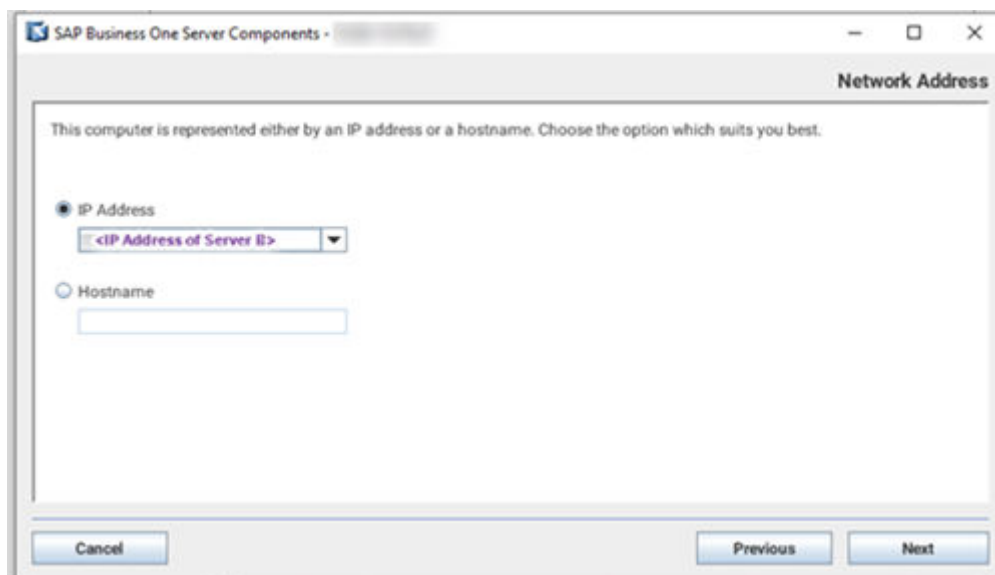 SAP Business One Server Components -
Network Address
This computer is represented either by an IP address or a hostname. Choose the option which suits you best.
IP Address
<IP Address of Server B>
Hostname
Cancel
Previous
Next